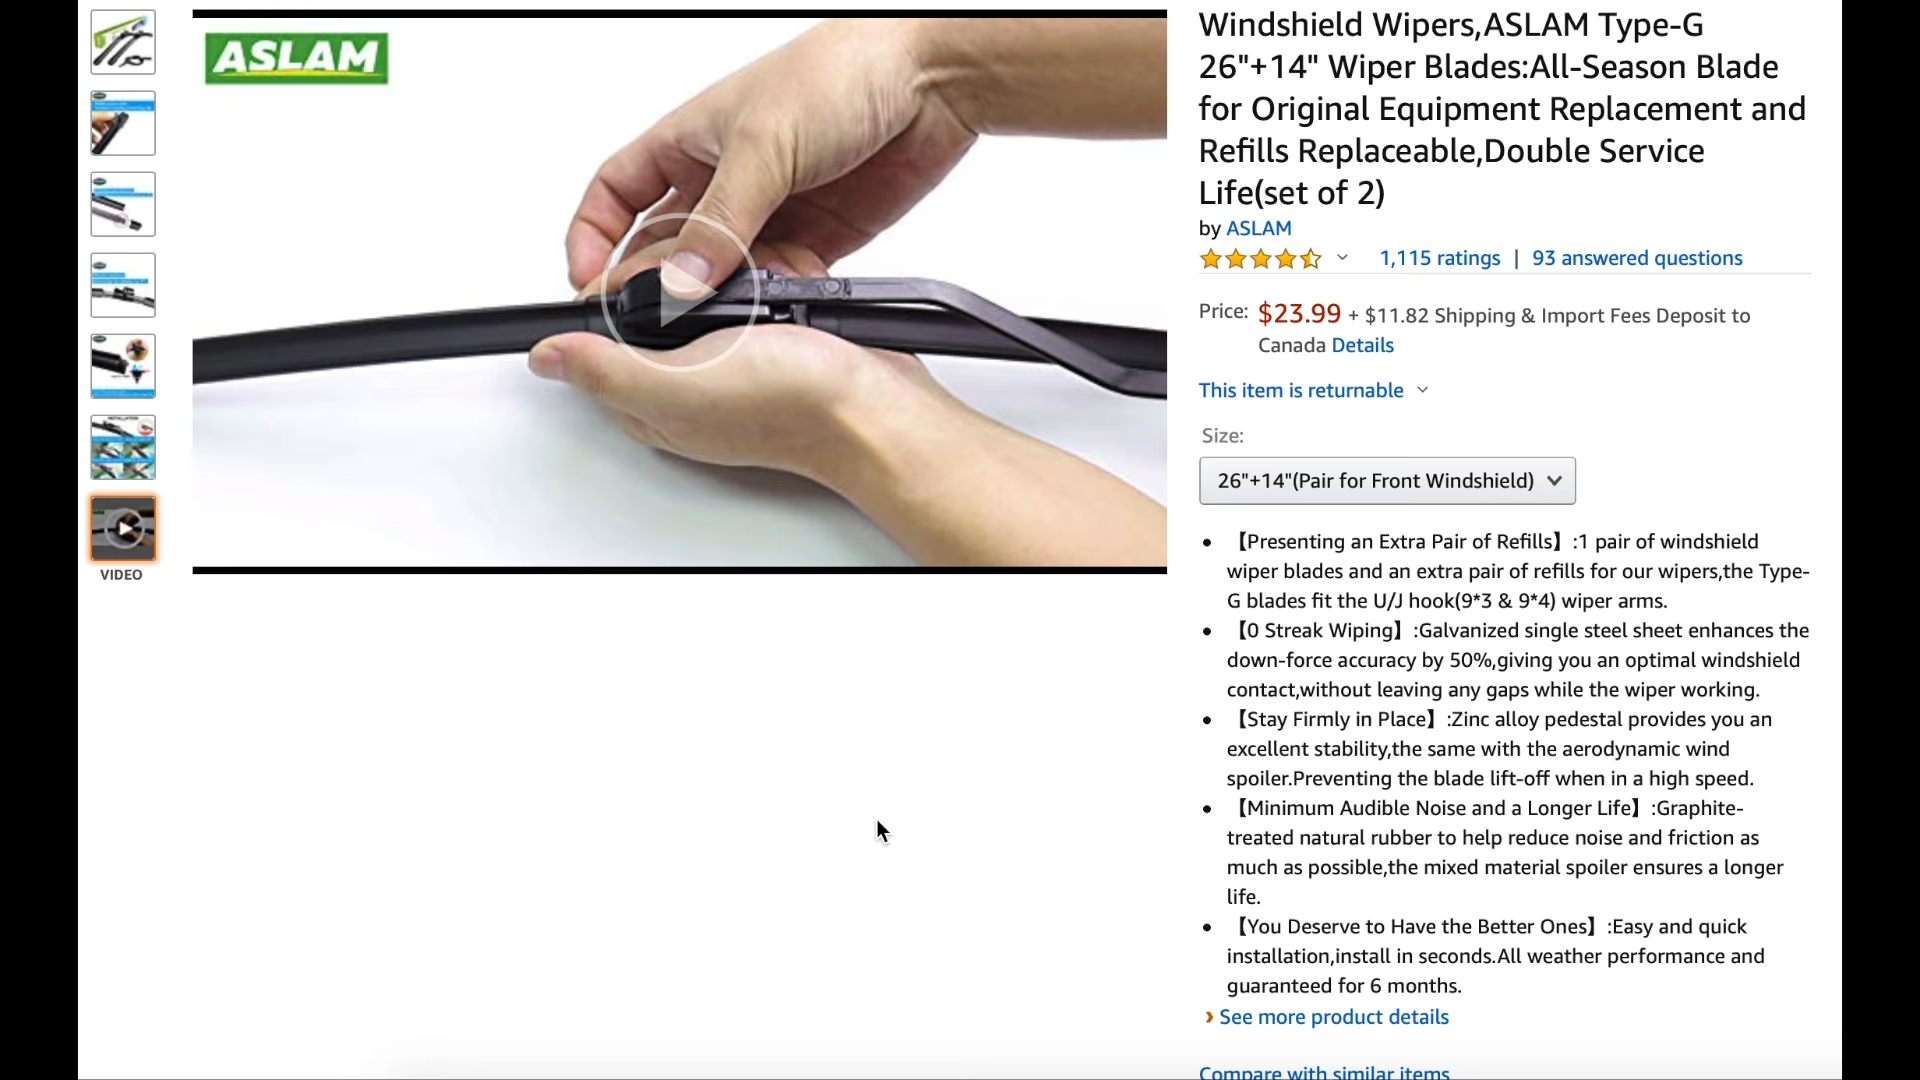 ASLAM
VIDEO
Windshield Wipers,ASLAM Type-G
26"+14" Wiper Blades:All-Season Blade
for Original Equipment Replacement and
Refills Replaceable,Double Service
Life(set of 2)
by ASLAM
1,115 ratings | 93 answered questions
Price: $23.99 + $11.82 Shipping & Import Fees Deposit to
Canada Details
This item is returnable
Size:
26"+14"(Pair for Front Windshield)
• 【Presenting an Extra Pair of Refills】:1 pair of windshield
wiper blades and an extra pair of refills for our wipers,the Type-
G blades fit the U/J hook(9*3 & 9*4) wiper arms.
• 【0 Streak Wiping】:Galvanized single steel sheet enhances the
down-force accuracy by 50%,giving you an optimal windshield
contact,without leaving any gaps while the wiper working.
• 【Stay Firmly in Place】:Zinc alloy pedestal provides you an
excellent stability,the same with the aerodynamic wind
spoiler.Preventing the blade lift-off when in a high speed.
• 【Minimum Audible Noise and a Longer Life】:Graphite-
treated natural rubber to help reduce noise and friction as
much as possible,the mixed material spoiler ensures a longer
life.
• 【You Deserve to Have the Better Ones】:Easy and quick
installation,install in seconds.All weather performance and
guaranteed for 6 months.
› See more product details
Compare with similar items